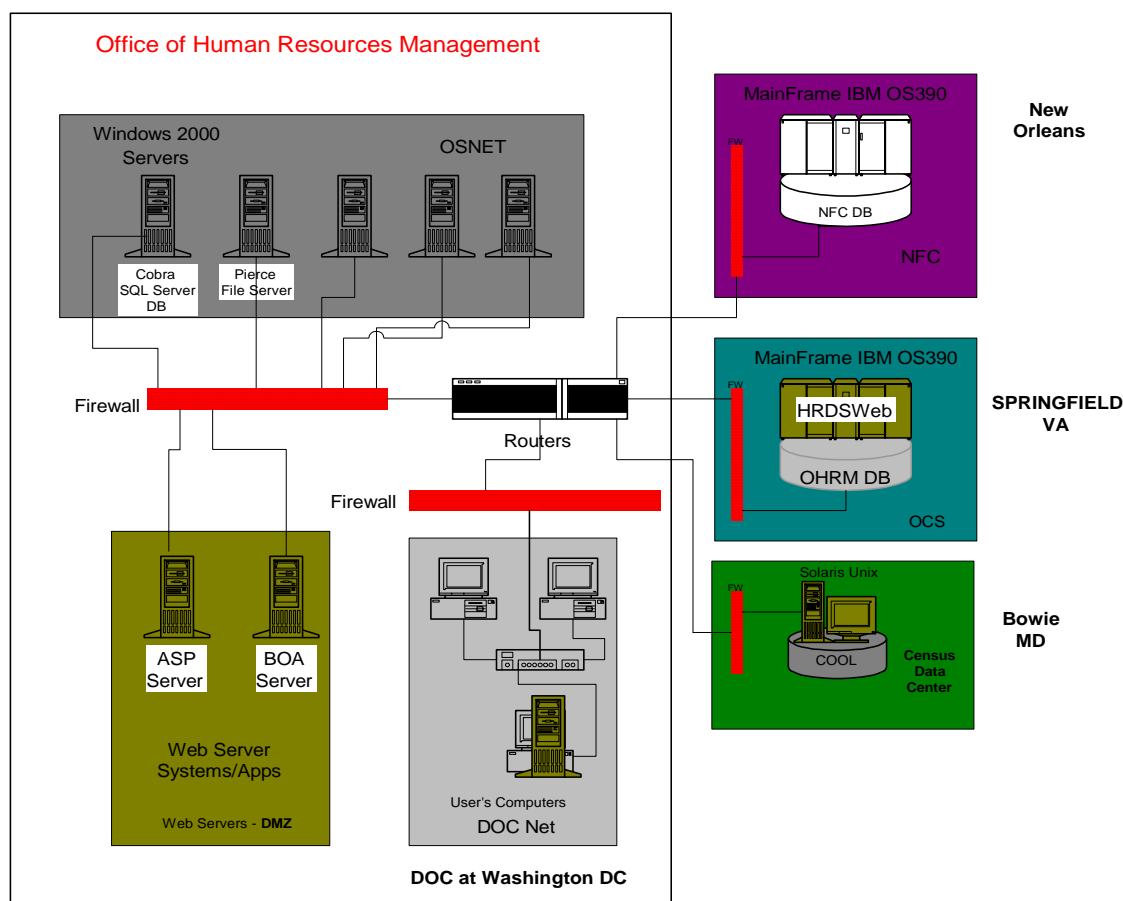 Office of Human Resources Management
Windows 2000
Servers
OSNET
Cobra
SQL Server
DB
Pierce
File Server
Firewall
Routers
Firewall
ASP
Server
BOA
Server
Web Server
Systems/Apps
Web Servers - DMZ
User's Computers
DOC Net
DOC at Washington DC
MainFrame IBM OS390
FW
NFC DB
NFC
New
Orleans
MainFrame IBM OS390
FW
HRDSWeb
OHRM DB
OCS
SPRINGFIELD
VA
Solaris Unix
FW
COOL
Census
Data
Center
Bowie
MD